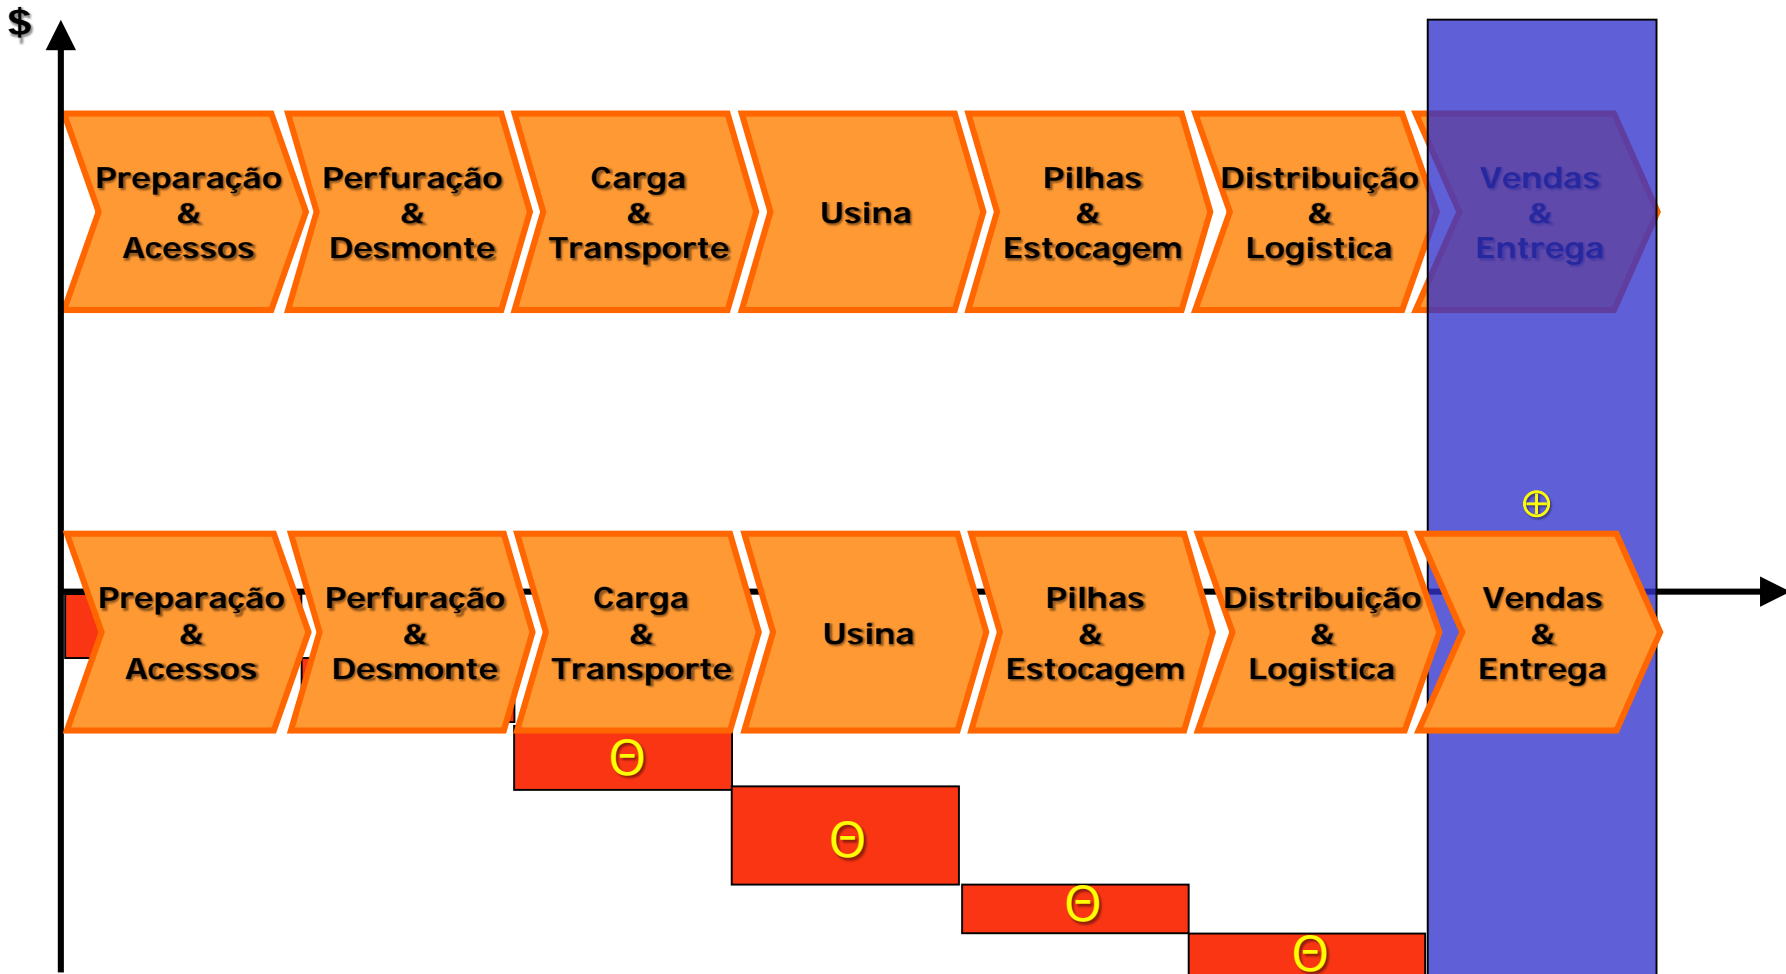 $
Preparação
&
Acessos
Perfuração
&
Desmonte
Carga
&
Transporte
Usina
Pilhas
&
Estocagem
Distribuição
&
Logistica
Vendas
&
Entrega
⊕
Preparação
&
Acessos
Perfuração
&
Desmonte
Carga
&
Transporte
Usina
Pilhas
&
Estocagem
Distribuição
&
Logistica
Vendas
&
Entrega
Θ
Θ
Θ
Θ